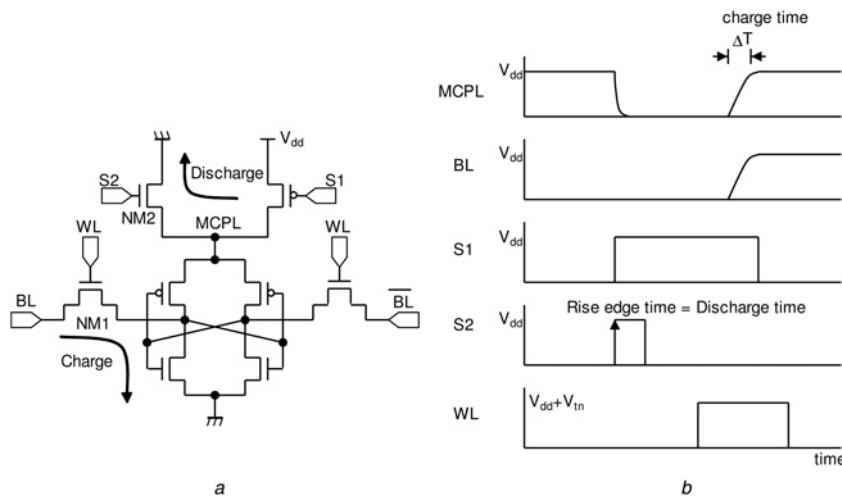 V_dd
S2
Discharge
S1
NM2
MCPL
WL
WL
BL
B̅L̅
NM1
Charge
a
charge time
ΔT
V_dd
MCPL
V_dd
BL
V_dd
S1
Rise edge time = Discharge time
V_dd
S2
V_dd+V_tn
WL
time
b